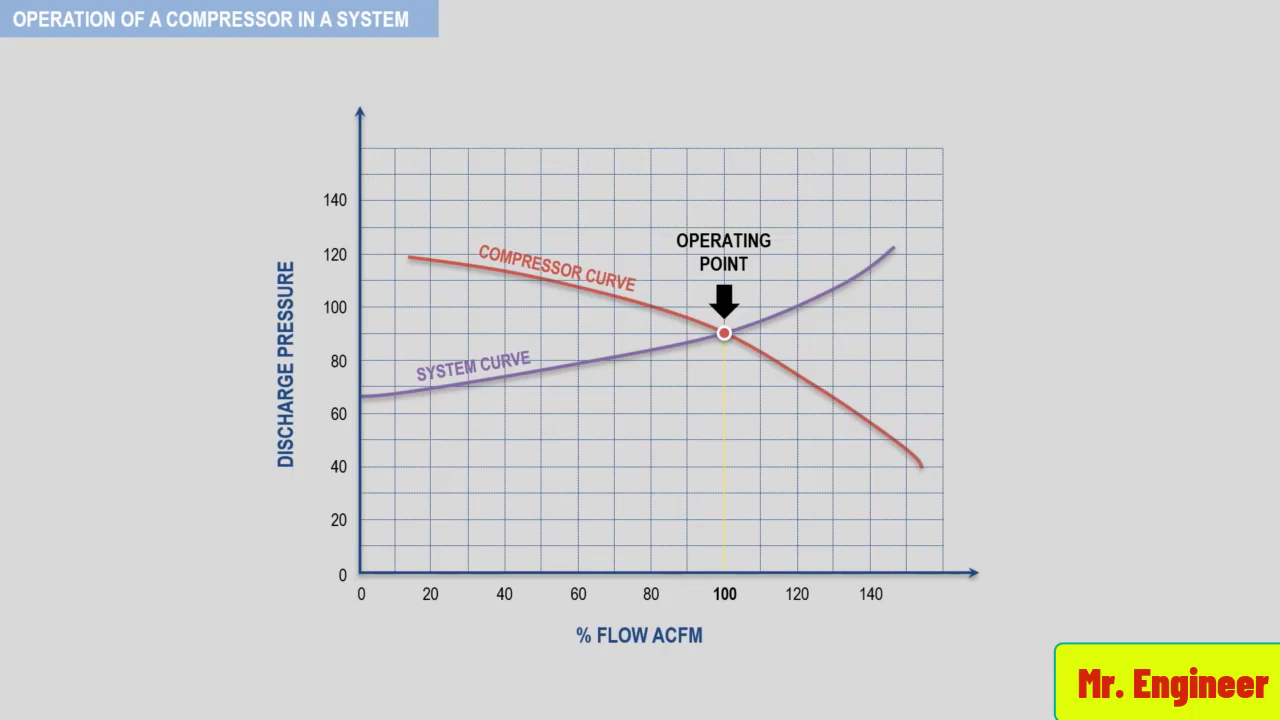 OPERATION OF A COMPRESSOR IN A SYSTEM
140
120
100
80
60
40
20
0
DISCHARGE PRESSURE
COMPRESSOR CURVE
OPERATING
POINT
SYSTEM CURVE
0 20 40 60 80 100 120 140
% FLOW ACFM
Mr. Engineer